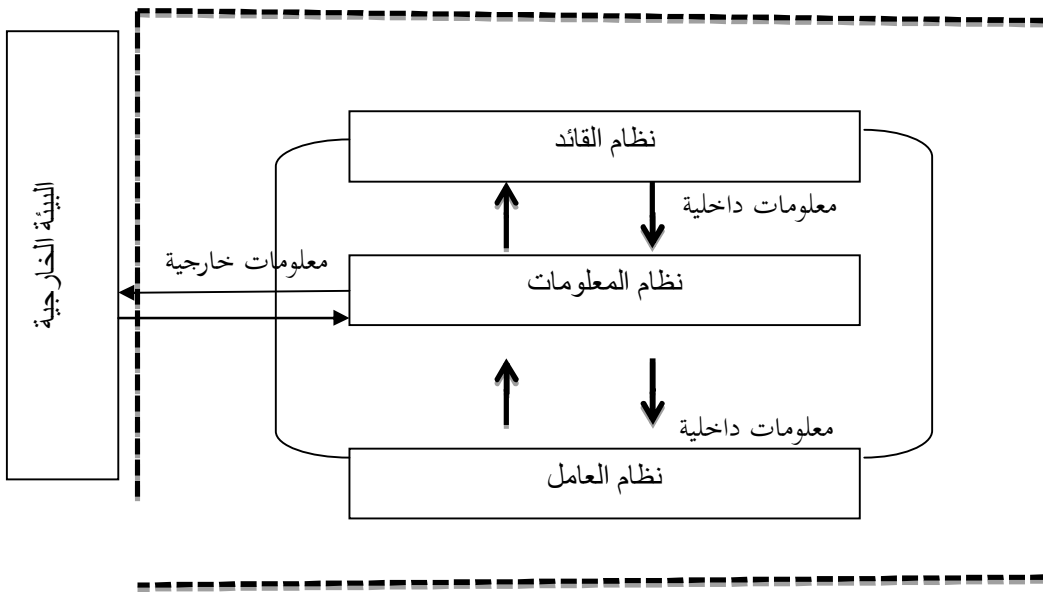 نظام القائد
معلومات داخلية
معلومات خارجية
نظام المعلومات
معلومات داخلية
نظام العامل
البيئة الخارجية